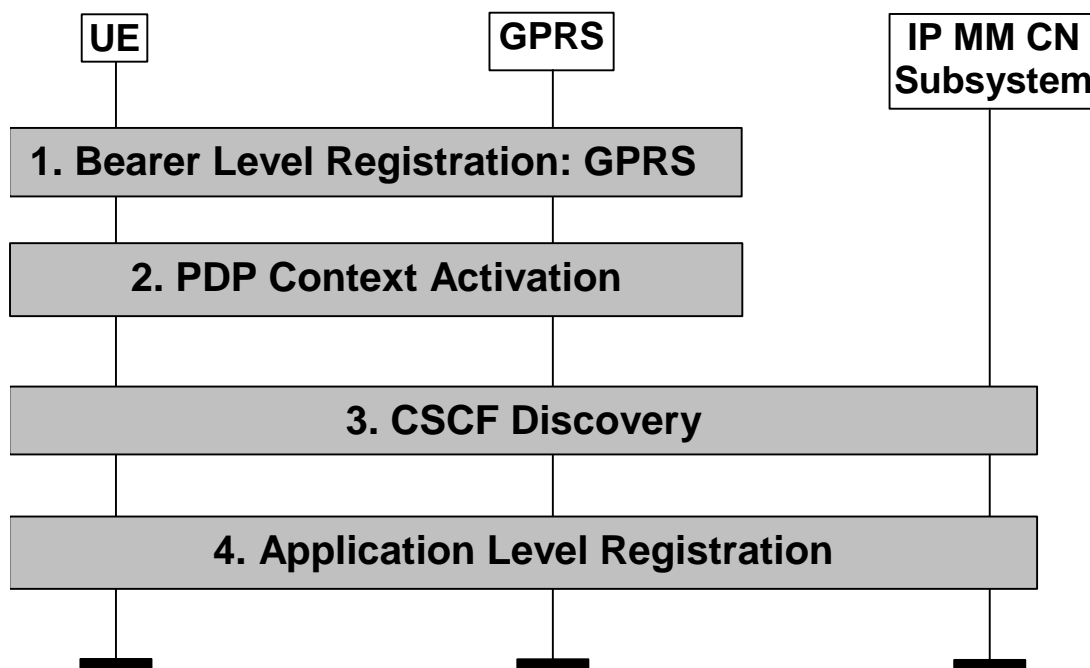 UE
GPRS
IP MM CN
Subsystem
1. Bearer Level Registration: GPRS
2. PDP Context Activation
3. CSCF Discovery
4. Application Level Registration